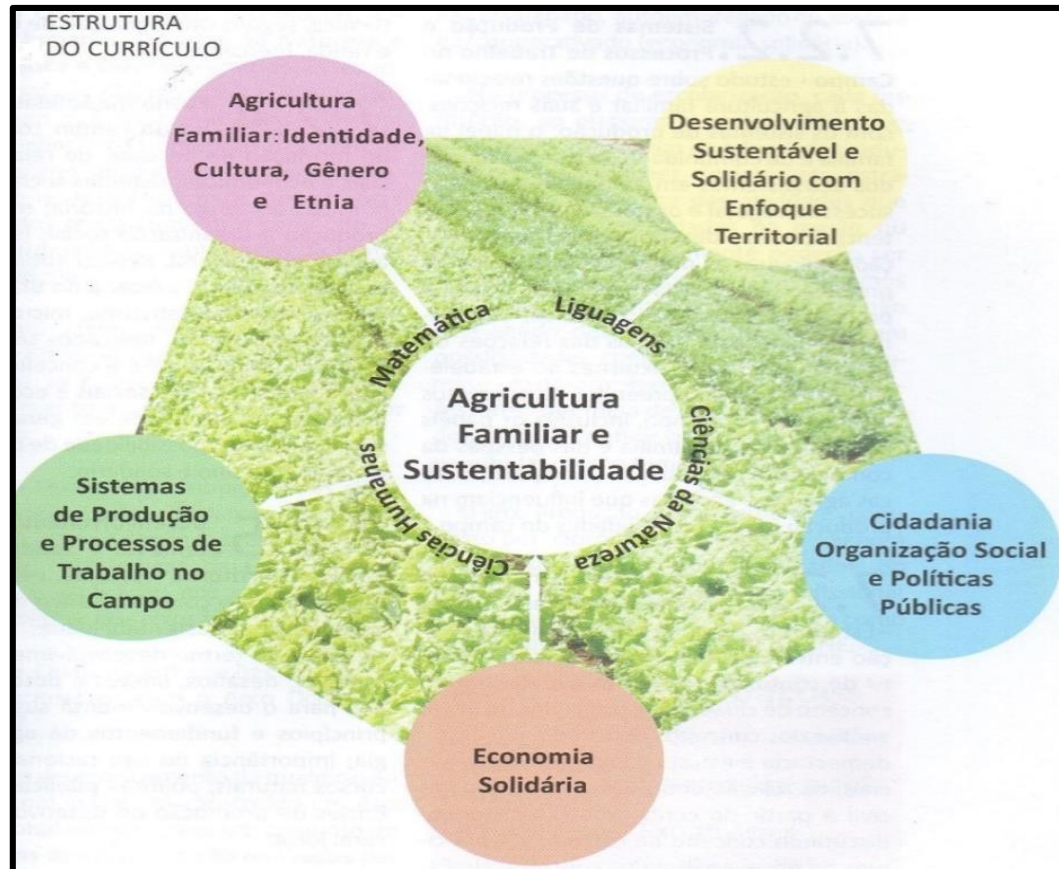 ESTRUTURA
DO CURRÍCULO
Agricultura
Familiar: Identidade,
Cultura, Gênero
e Etnia
Desenvolvimento
Sustentável e
Solidário com
Enfoque
Territorial
Matemática
Liguagens
Ciências da Natureza
Ciências Humanas
Agricultura
Familiar e
Sustentabilidade
Sistemas
de Produção
e Processos de
Trabalho no
Campo
Cidadania
Organização Social
e Políticas
Públicas
Economia
Solidária